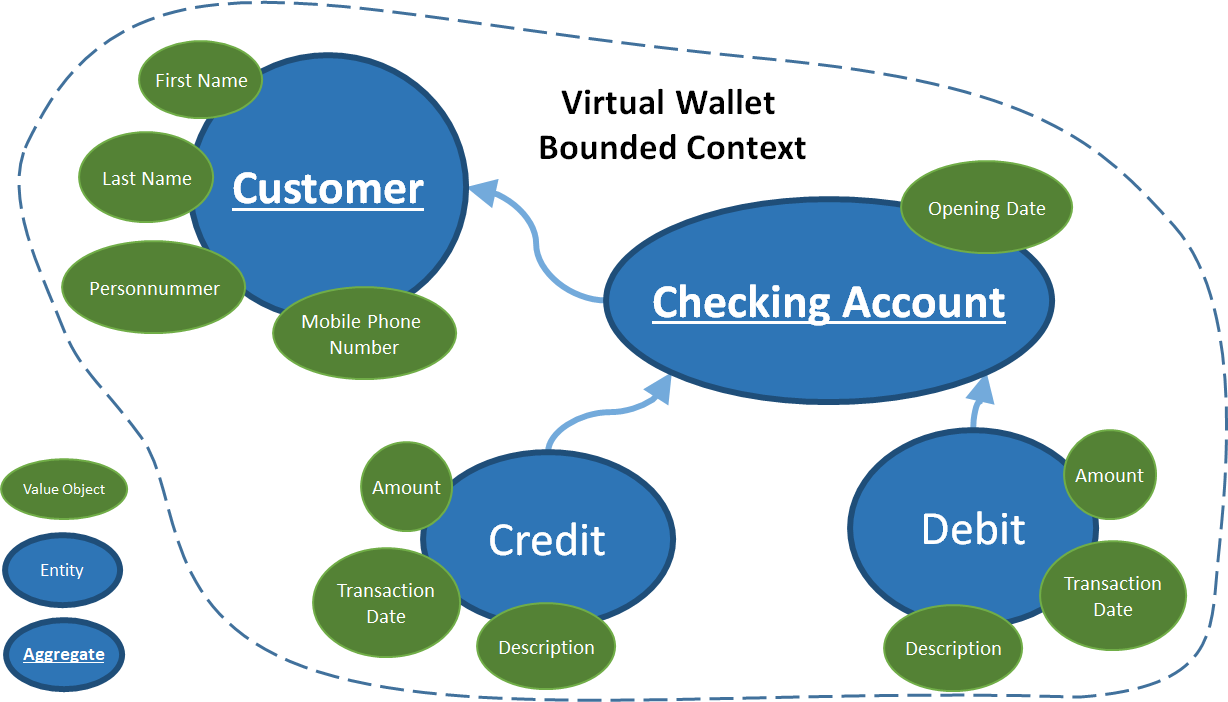 Virtual Wallet
Bounded Context
First Name
Last Name
Customer
Personnummer
Mobile Phone
Number
Opening Date
Checking Account
Amount
Credit
Transaction
Date
Description
Amount
Debit
Transaction
Date
Description
Value Object
Entity
Aggregate